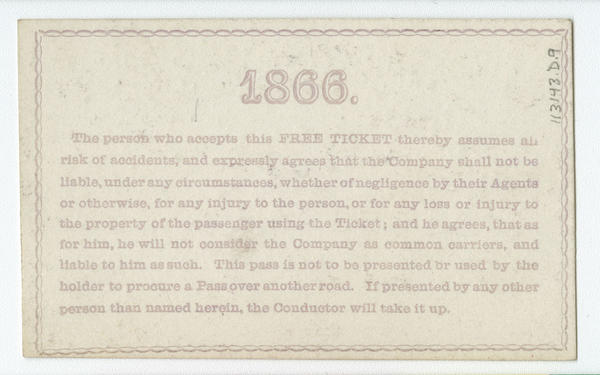 1866.
The person who accepts this FREE TICKET thereby assumes all
risk of accidents, and expressly agrees that the Company shall not be
liable, under any circumstances, whether of negligence by their Agents
or otherwise, for any injury to the person, or for any loss or injury to
the property of the passenger using the Ticket; and he agrees, that as
for him, he will not consider the Company as common carriers, and
liable to him as such. This pass is not to be presented or used by the
holder to procure a Pass over another road. If presented by any other
person than named herein, the Conductor will take it up.
113143.D.9